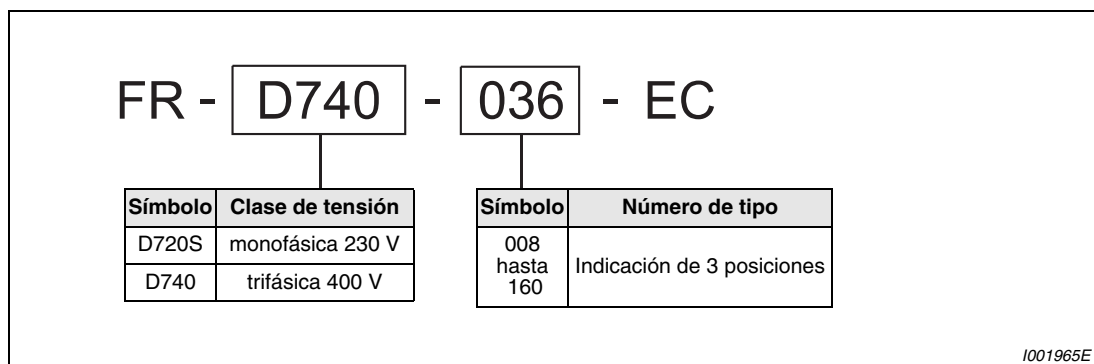 FR - D740 - 036 - EC
Símbolo Clase de tensión
D720S monofásica 230 V
D740 trifásica 400 V
Símbolo Número de tipo
008
hasta
160
Indicación de 3 posiciones
I001965E